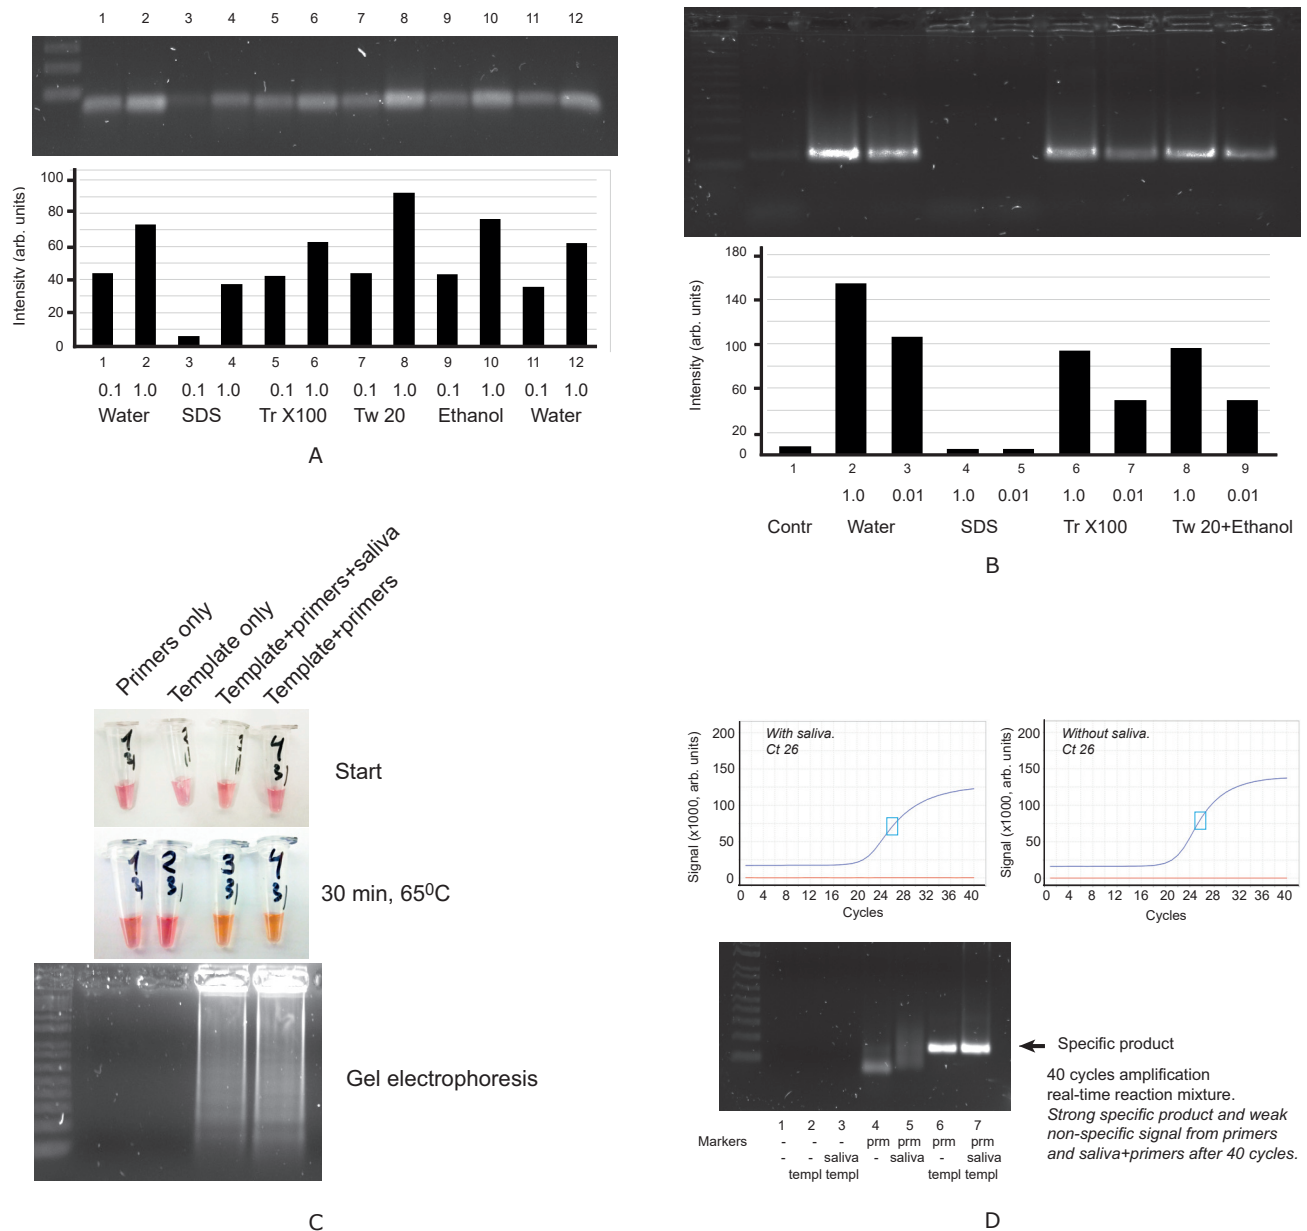 1 2 3 4 5 6 7 8 9 10 11 12
Intensity (arb. units)
100
80
60
40
20
0
1 2 3 4 5 6 7 8 9 10 11 12
0.1 1.0 0.1 1.0 0.1 1.0 0.1 1.0 0.1 1.0 0.1 1.0
Water SDS Tr X100 Tw 20 Ethanol Water
A
Intensity (arb. units)
180
140
100
60
20
0
1 2 3 4 5 6 7 8 9
1.0 0.01 1.0 0.01 1.0 0.01 1.0 0.01
Contr Water SDS Tr X100 Tw 20+Ethanol
B
Primers only
Template only
Template+primers+saliva
Template+primers
1 4
3
Start
1 2 3 4
3 3 3
30 min, 65⁰C
Gel electrophoresis
C
Signal (x1000, arb. units)
200
150
100
50
0
With saliva.
Ct 26
0 4 8 12 16 20 24 28 32 36 40
Cycles
Signal (x1000, arb. units)
200
150
100
50
0
Without saliva.
Ct 26
0 4 8 12 16 20 24 28 32 36 40
Cycles
Specific product
40 cycles amplification
real-time reaction mixture.
Strong specific product and weak
non-specific signal from primers
and saliva+primers after 40 cycles.
1 2 3 4 5 6 7
Markers - - - prm prm prm prm
- - saliva - saliva - saliva
templ templ templ templ
D